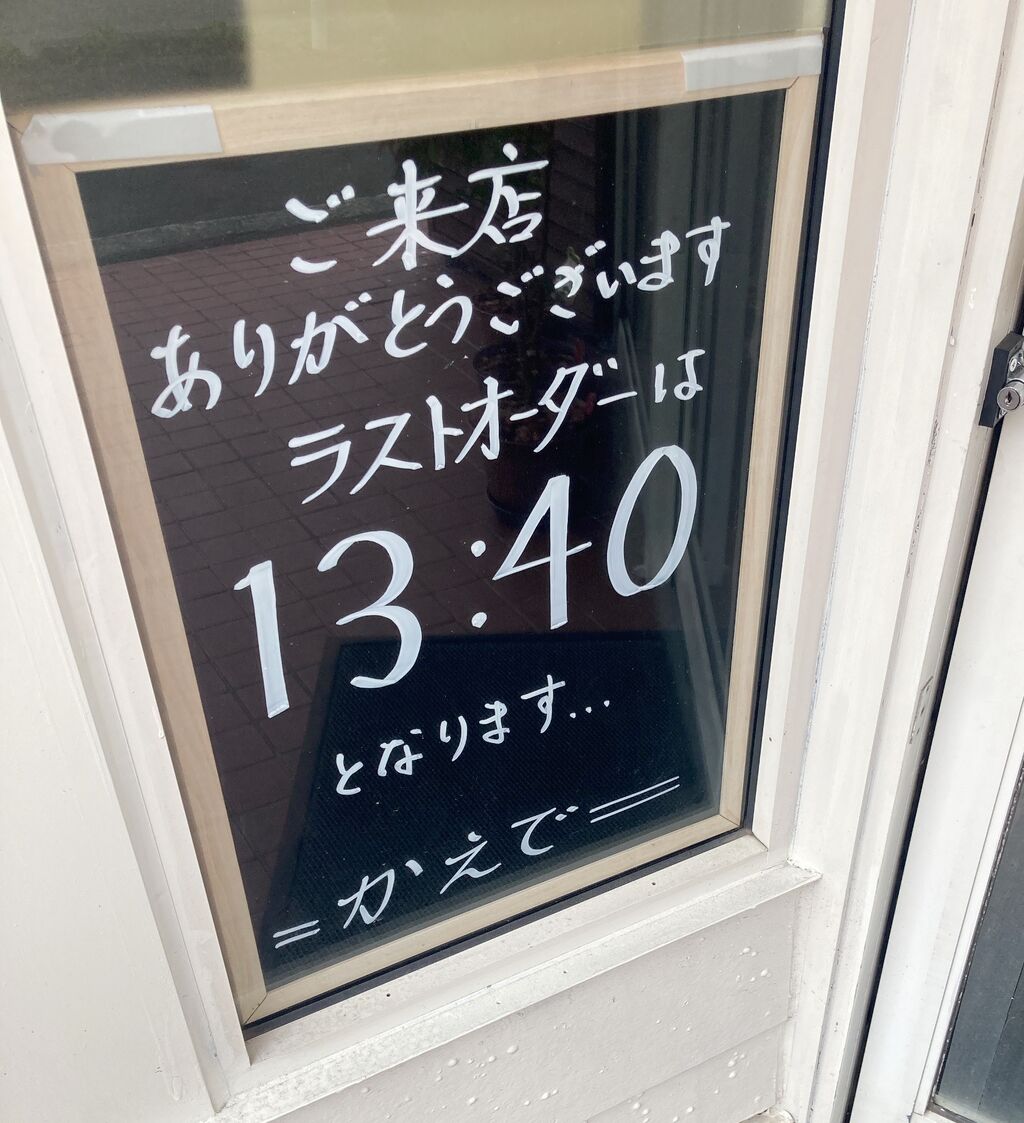 ご来店
ありがとうございます
ラストオーダーは
13:40
となります...
=かえで=